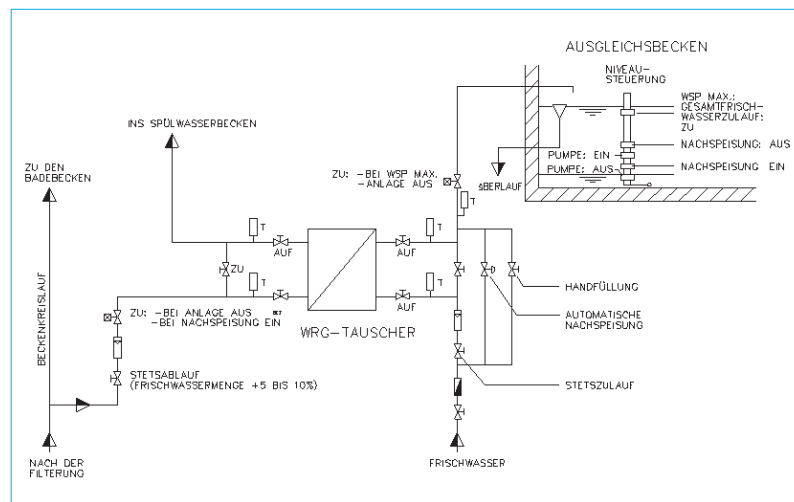 AUSGLEICHSBECKEN
NIVEAU-
STEUERUNG
WSP MAX.:
GESAMTFRISCH-
WASSERZULAUF:
ZU
NACHSPEISUNG: AUS
PUMPE: EIN
NACHSPEISUNG EIN
PUMPE: AUS
INS SPÜLWASSERBECKEN
ZU DEN
BADEBECKEN
ZU: -BEI WSP MAX.
-ANLAGE AUS
šBERLAUF
T
T
T
AUF
AUF
ZU
T
T
AUF
HANDFÜLLUNG
ZU: -BEI ANLAGE AUS
-BEI NACHSPEISUNG EIN
WRG-TAUSCHER
AUTOMATISCHE
NACHSPEISUNG
BECKENKREISLAUF
STETSABLAUF
(FRISCHWASSERMENGE +5 BIS 10%)
STETSZULAUF
NACH DER
FILTERUNG
FRISCHWASSER